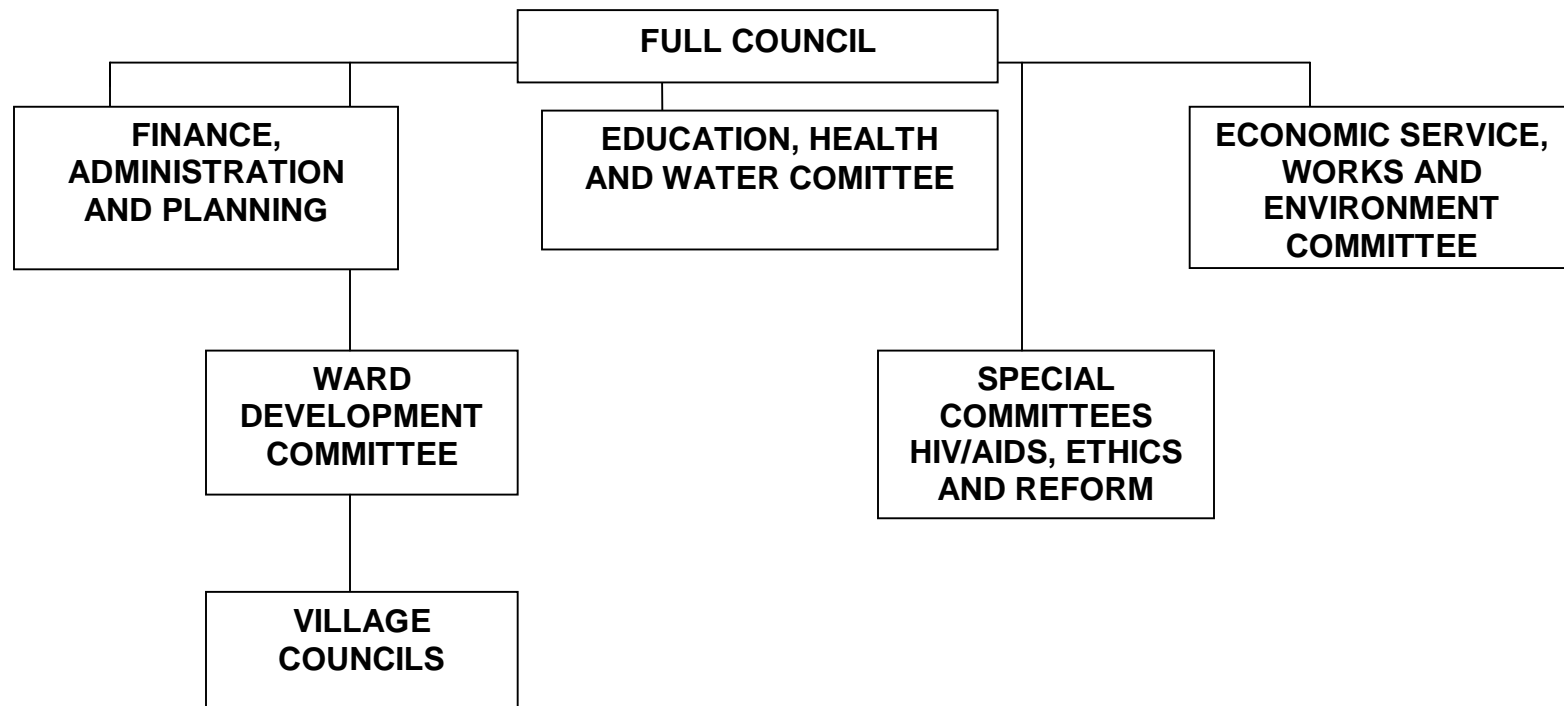 FULL COUNCIL
FINANCE,
ADMINISTRATION
AND PLANNING
EDUCATION, HEALTH
AND WATER COMITTEE
ECONOMIC SERVICE,
WORKS AND
ENVIRONMENT
COMMITTEE
WARD
DEVELOPMENT
COMMITTEE
SPECIAL
COMMITTEES
HIV/AIDS, ETHICS
AND REFORM
VILLAGE
COUNCILS